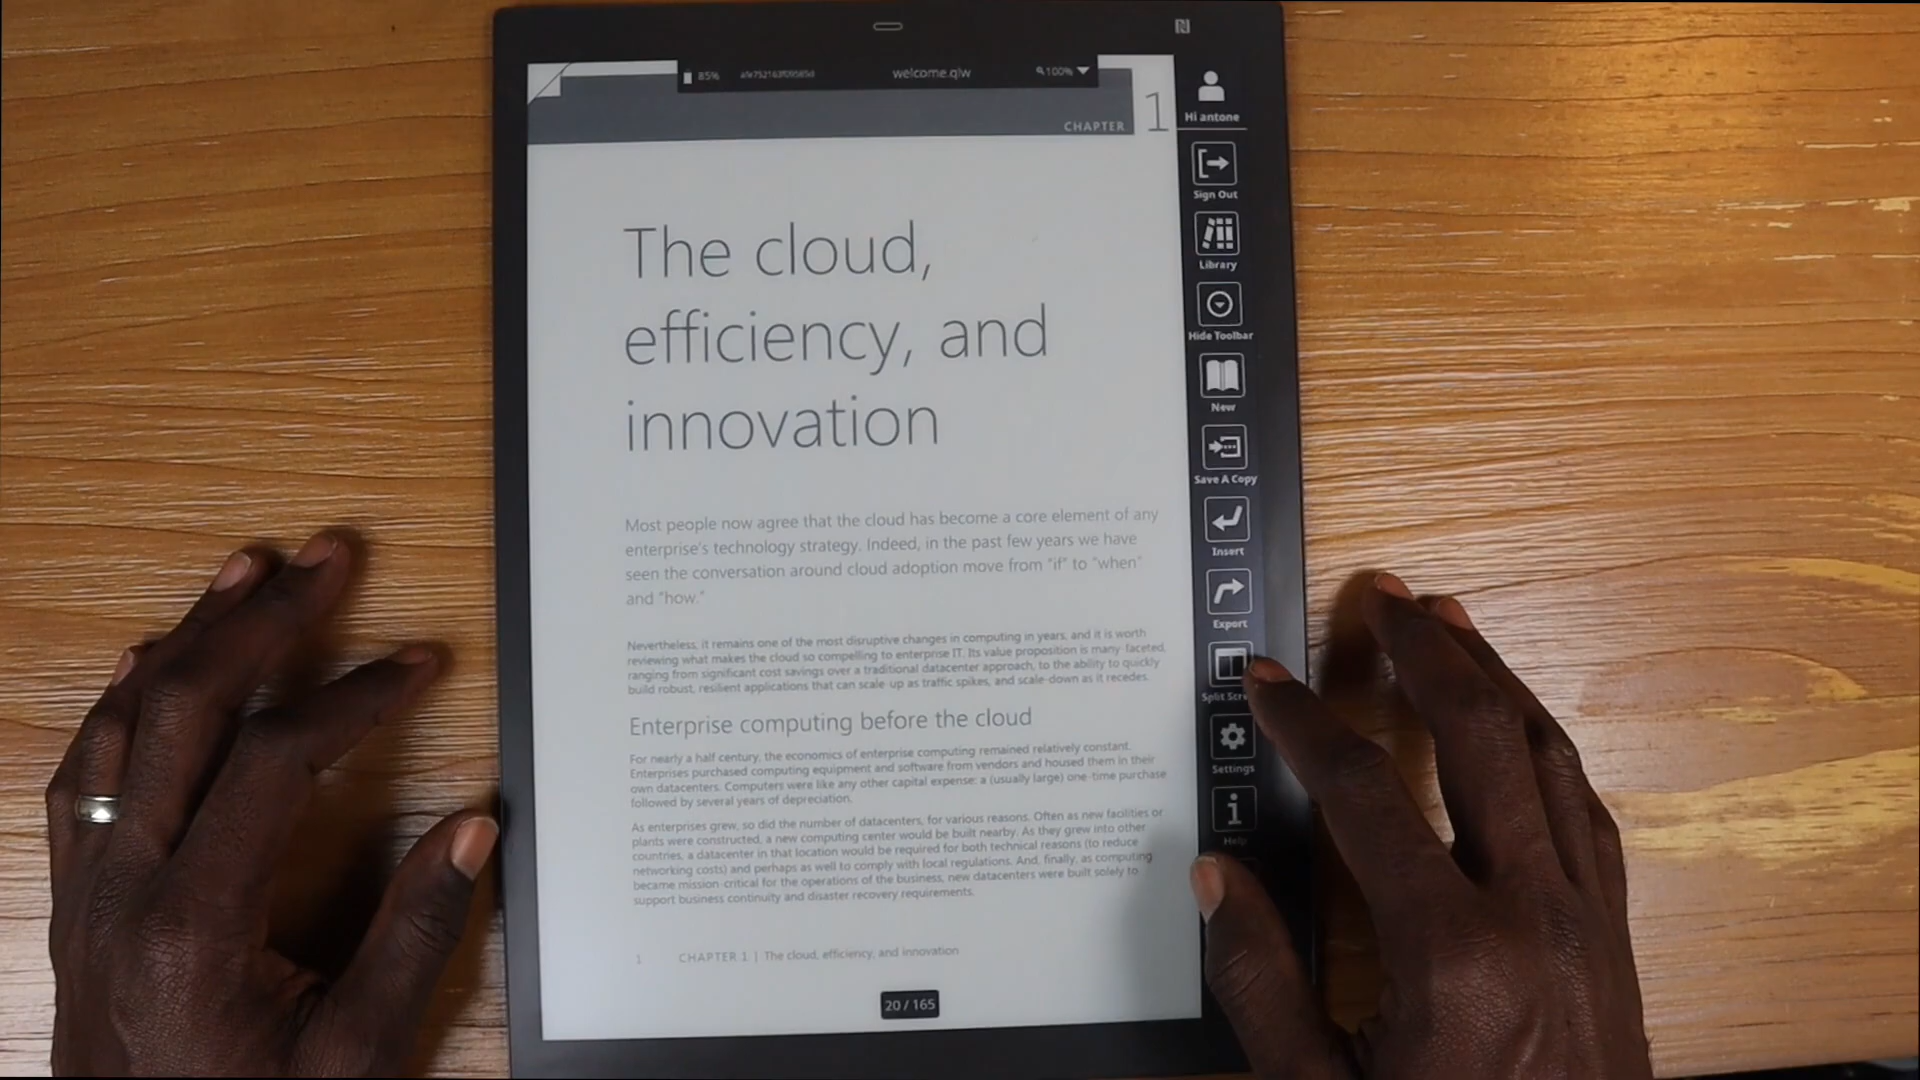 85%
welcome.qlw
100%
CHAPTER 1
Hi antone
Sign Out
Library
Hide Toolbar
New
Save A Copy
Insert
Export
Split
Settings
Help
The cloud,
efficiency, and
innovation
Most people now agree that the cloud has become a core element of any
enterprise's technology strategy. Indeed, in the past few years we have
seen the conversation around cloud adoption move from "if" to "when"
and "how."
Nevertheless, it remains one of the most disruptive changes in computing in years, and it is worth
reviewing what makes the cloud so compelling to enterprise IT. Its value proposition is many-faceted,
ranging from significant cost savings over a traditional datacenter approach, to the ability to quickly
build robust, resilient applications that can scale-up as traffic spikes, and scale-down as it recedes.
Enterprise computing before the cloud
For nearly a half century, the economics of enterprise computing remained relatively constant.
Enterprises purchased computing equipment and software from vendors and housed them in their
own datacenters. Computers were like any other capital expense: a (usually large) one-time purchase
followed by several years of depreciation.
As enterprises grew, so did the number of datacenters, for various reasons. Often as new facilities or
plants were constructed, a new computing center would be built nearby. As they grew into other
countries, a datacenter in that location would be required for both technical reasons (to reduce
networking costs) and perhaps as well to comply with local regulations. And, finally, as computing
became mission-critical for the operations of the business, new datacenters were built solely to
support business continuity and disaster recovery requirements.
1 CHAPTER 1 | The cloud, efficiency, and innovation
20 / 165